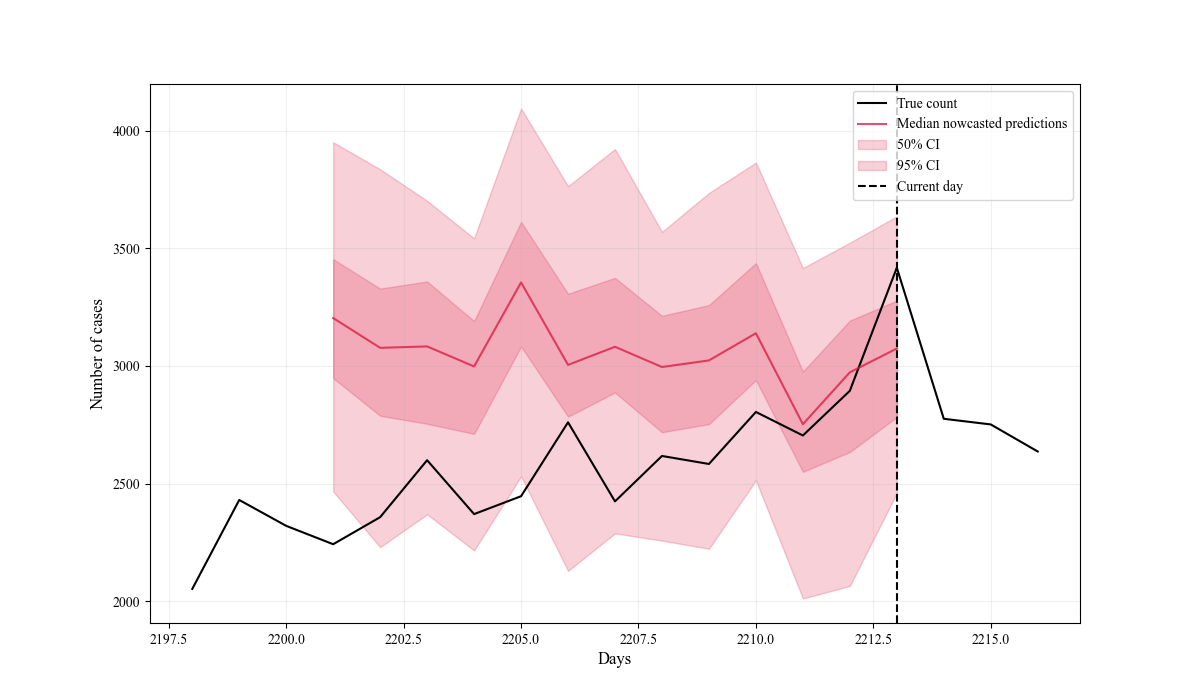 True count
Median nowcasted predictions
50% CI
95% CI
Current day
4000
3500
3000
2500
2000
Number of cases
2197.5 2200.0 2202.5 2205.0 2207.5 2210.0 2212.5 2215.0
Days